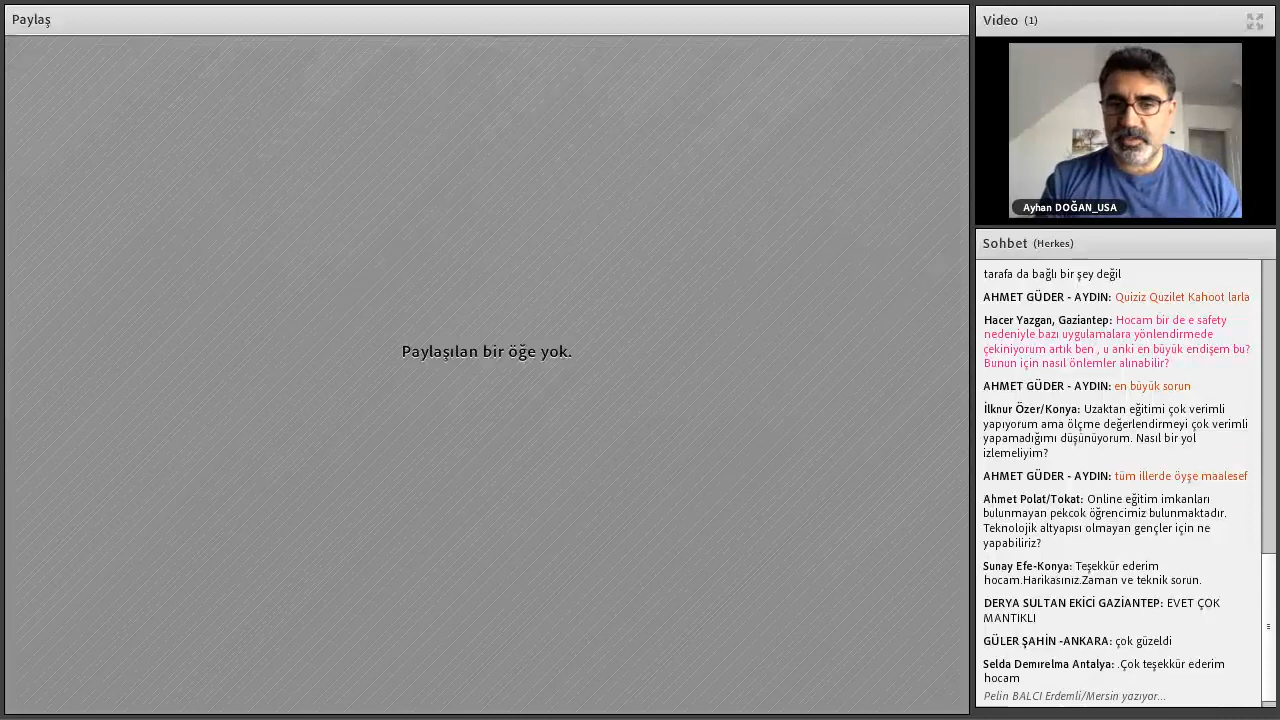 Paylaş
Paylaşılan bir öğe yok.
Video (1)
Ayhan DOĞAN_USA
Sohbet (Herkes)
tarafa da bağlı bir şey değil
AHMET GÜDER - AYDIN: Quiziz Quzilet Kahoot larla
Hacer Yazgan, Gaziantep: Hocam bir de e safety
nedeniyle bazı uygulamalara yönlendirmede
çekiniyorum artık ben , u anki en büyük endişem bu?
Bunun için nasıl önlemler alınabilir?
AHMET GÜDER - AYDIN: en büyük sorun
İlknur Özer/Konya: Uzaktan eğitimi çok verimli
yapıyorum ama ölçme değerlendirmeyi çok verimli
yapamadığımı düşünüyorum. Nasıl bir yol
izlemeliyim?
AHMET GÜDER - AYDIN: tüm illerde öyşe maalesef
Ahmet Polat/Tokat: Online eğitim imkanları
bulunmayan pekcok öğrencimiz bulunmaktadır.
Teknolojik altyapısı olmayan gençler için ne
yapabiliriz?
Sunay Efe-Konya: Teşekkür ederim
hocam.Harikasınız.Zaman ve teknik sorun.
DERYA SULTAN EKİCİ GAZİANTEP: EVET ÇOK
MANTIKLI
GÜLER ŞAHİN -ANKARA: çok güzeldi
Selda Demırelma Antalya: .Çok teşekkür ederim
hocam
Pelin BALCI Erdemli/Mersin yazıyor...